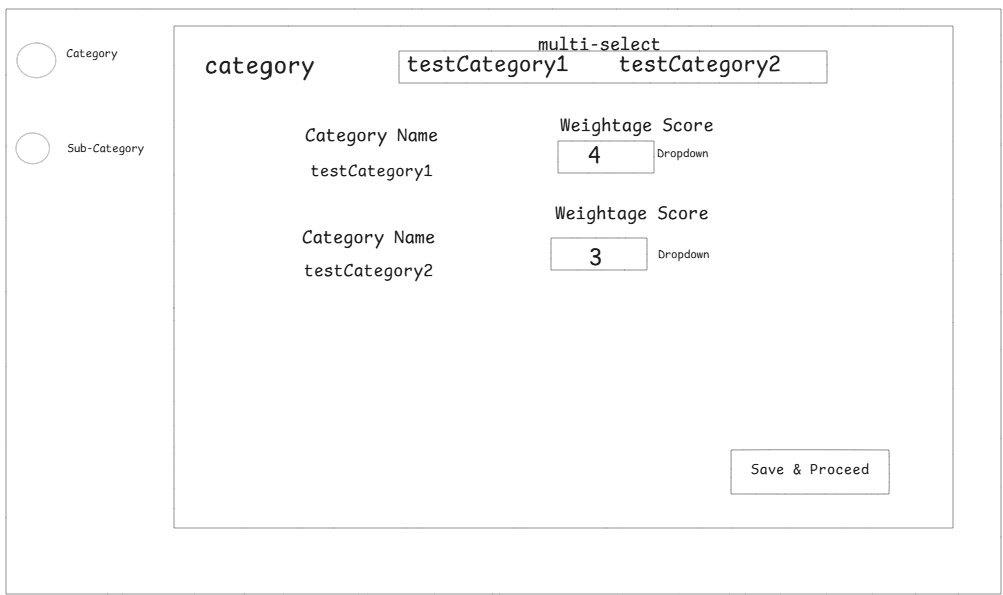 Category
Sub-Category
multi-select
category
testCategory1 testCategory2
Category Name
Weightage Score
testCategory1
4
Dropdown
Category Name
Weightage Score
testCategory2
3
Dropdown
Save & Proceed